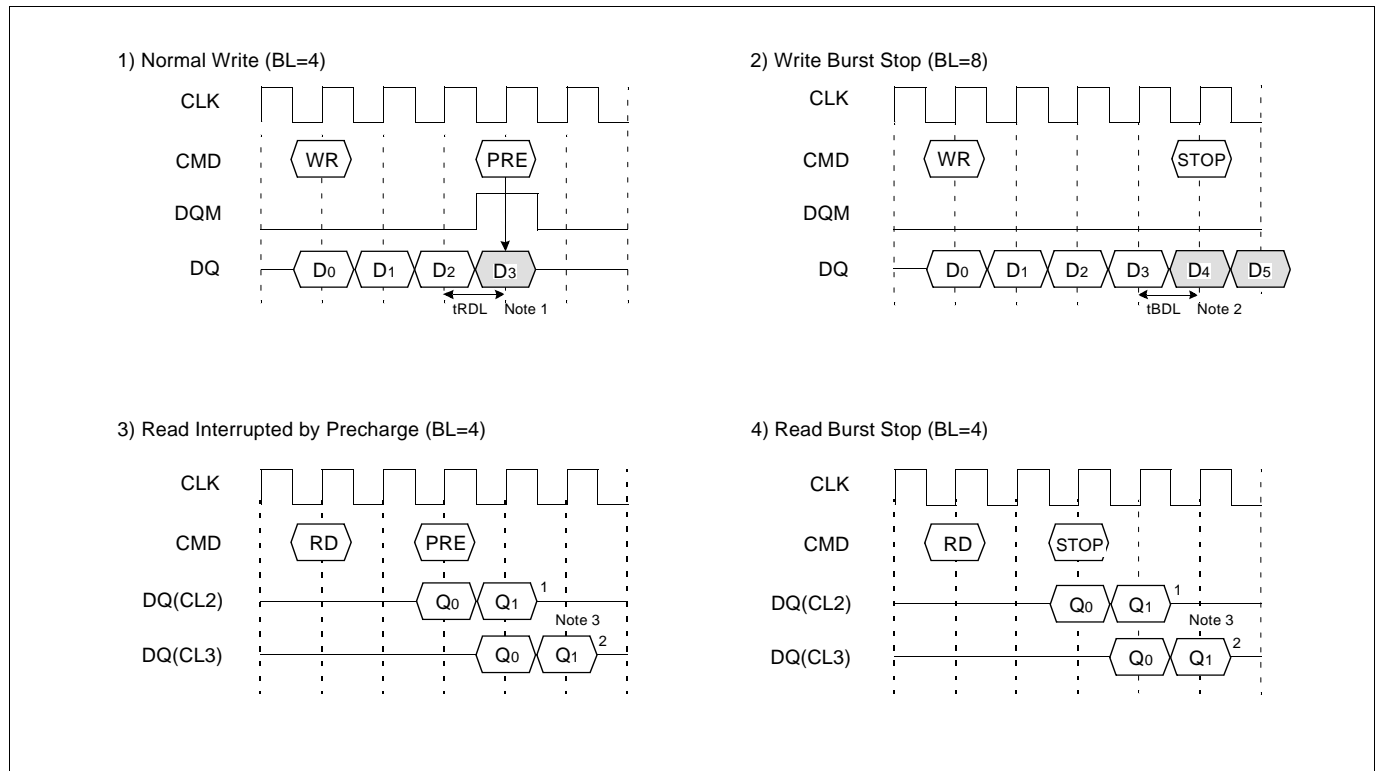 1) Normal Write (BL=4)
CLK
CMD WR PRE
DQM
DQ D0 D1 D2 D3
tRDL Note 1
2) Write Burst Stop (BL=8)
CLK
CMD WR STOP
DQM
DQ D0 D1 D2 D3 D4 D5
tBDL Note 2
3) Read Interrupted by Precharge (BL=4)
CLK
CMD RD PRE
DQ(CL2) Q0 Q1 1
Note 3
DQ(CL3) Q0 Q1 2
4) Read Burst Stop (BL=4)
CLK
CMD RD STOP
DQ(CL2) Q0 Q1 1
Note 3
DQ(CL3) Q0 Q1 2